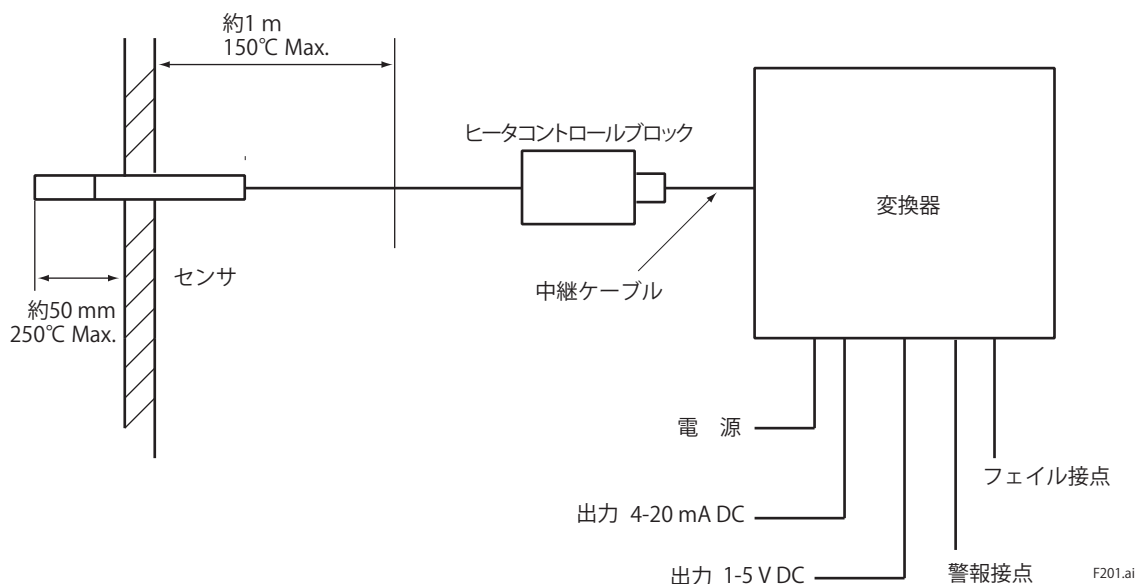 約1 m
150℃ Max.
ヒータコントロールブロック
変換器
センサ
中継ケーブル
約50 mm
250℃ Max.
電　源
フェイル接点
出力 4-20 mA DC
警報接点
出力 1-5 V DC
F201.ai